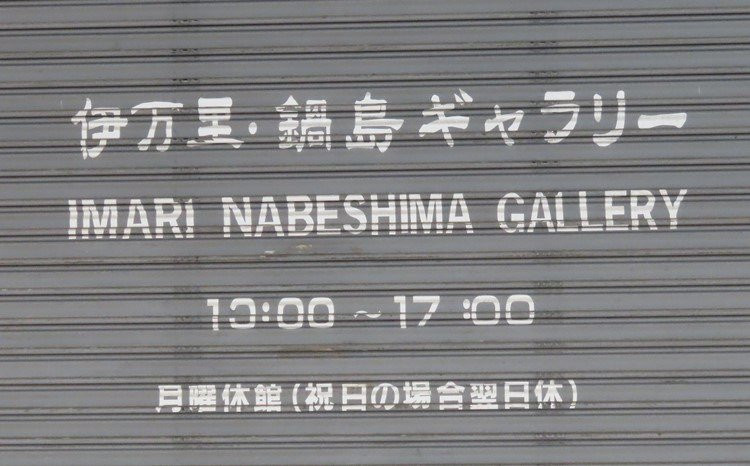 伊万里・鍋島ギャラリー
IMARI NABESHIMA GALLERY
10:00 〜 17:00
月曜休館(祝日の場合翌日休)